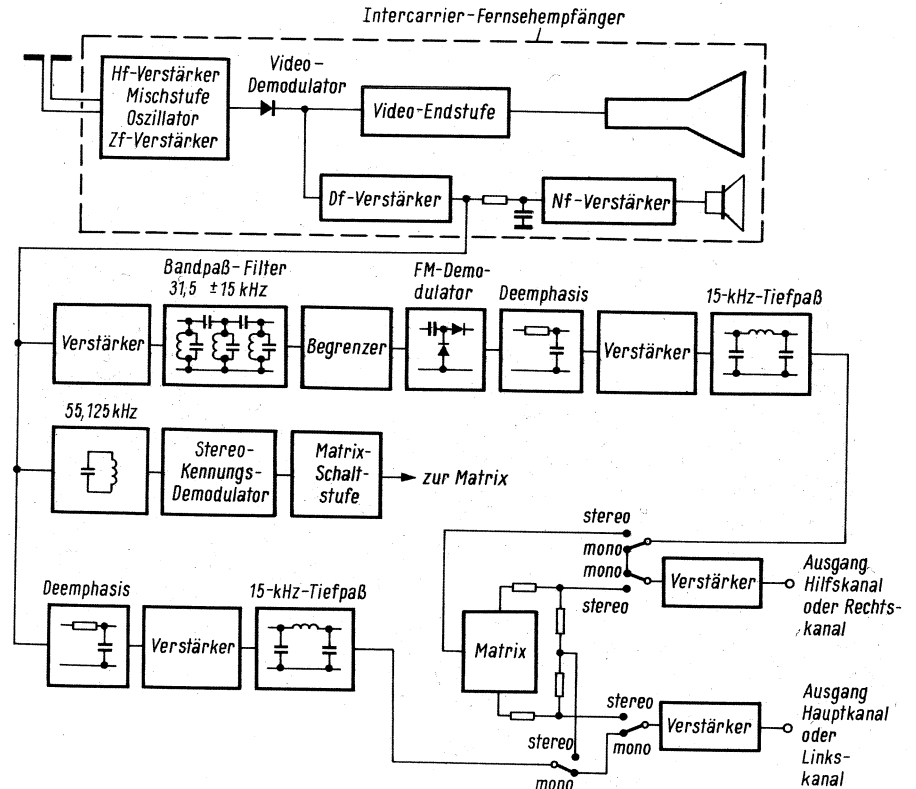 Intercarrier-Fernsehempfänger
Hf-Verstärker
Mischstufe
Oszillator
Zf-Verstärker
Video-
Demodulator
Video-Endstufe
Df-Verstärker
Nf-Verstärker
Bandpaß-Filter
31,5 ±15 kHz
FM-Demo-
dulator
Deemphasis
15-kHz-Tiefpaß
Verstärker
Begrenzer
Verstärker
55,125 kHz
Stereo-
Kennungs-
Demodulator
Matrix-
Schalt-
stufe
zur Matrix
stereo
mono
mono
stereo
Verstärker
Ausgang
Hilfskanal
oder Rechts-
kanal
Deemphasis
15-kHz-Tiefpaß
Verstärker
Matrix
stereo
mono
stereo
mono
Verstärker
Ausgang
Hauptkanal
oder
Links-
kanal